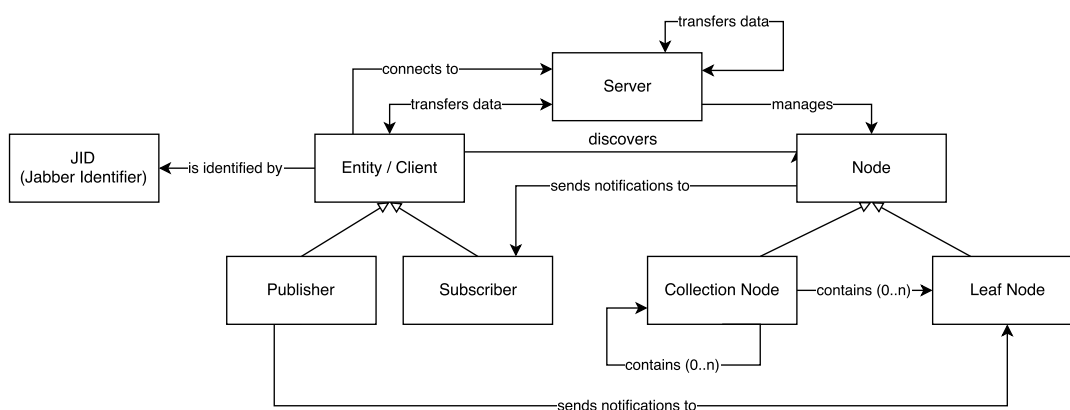 transfers data
connects to
Server
transfers data
manages
discovers
JID
(Jabber Identifier)
is identified by
Entity / Client
Node
sends notifications to
Publisher
Subscriber
Collection Node
contains (0..n)
Leaf Node
contains (0..n)
sends notifications to